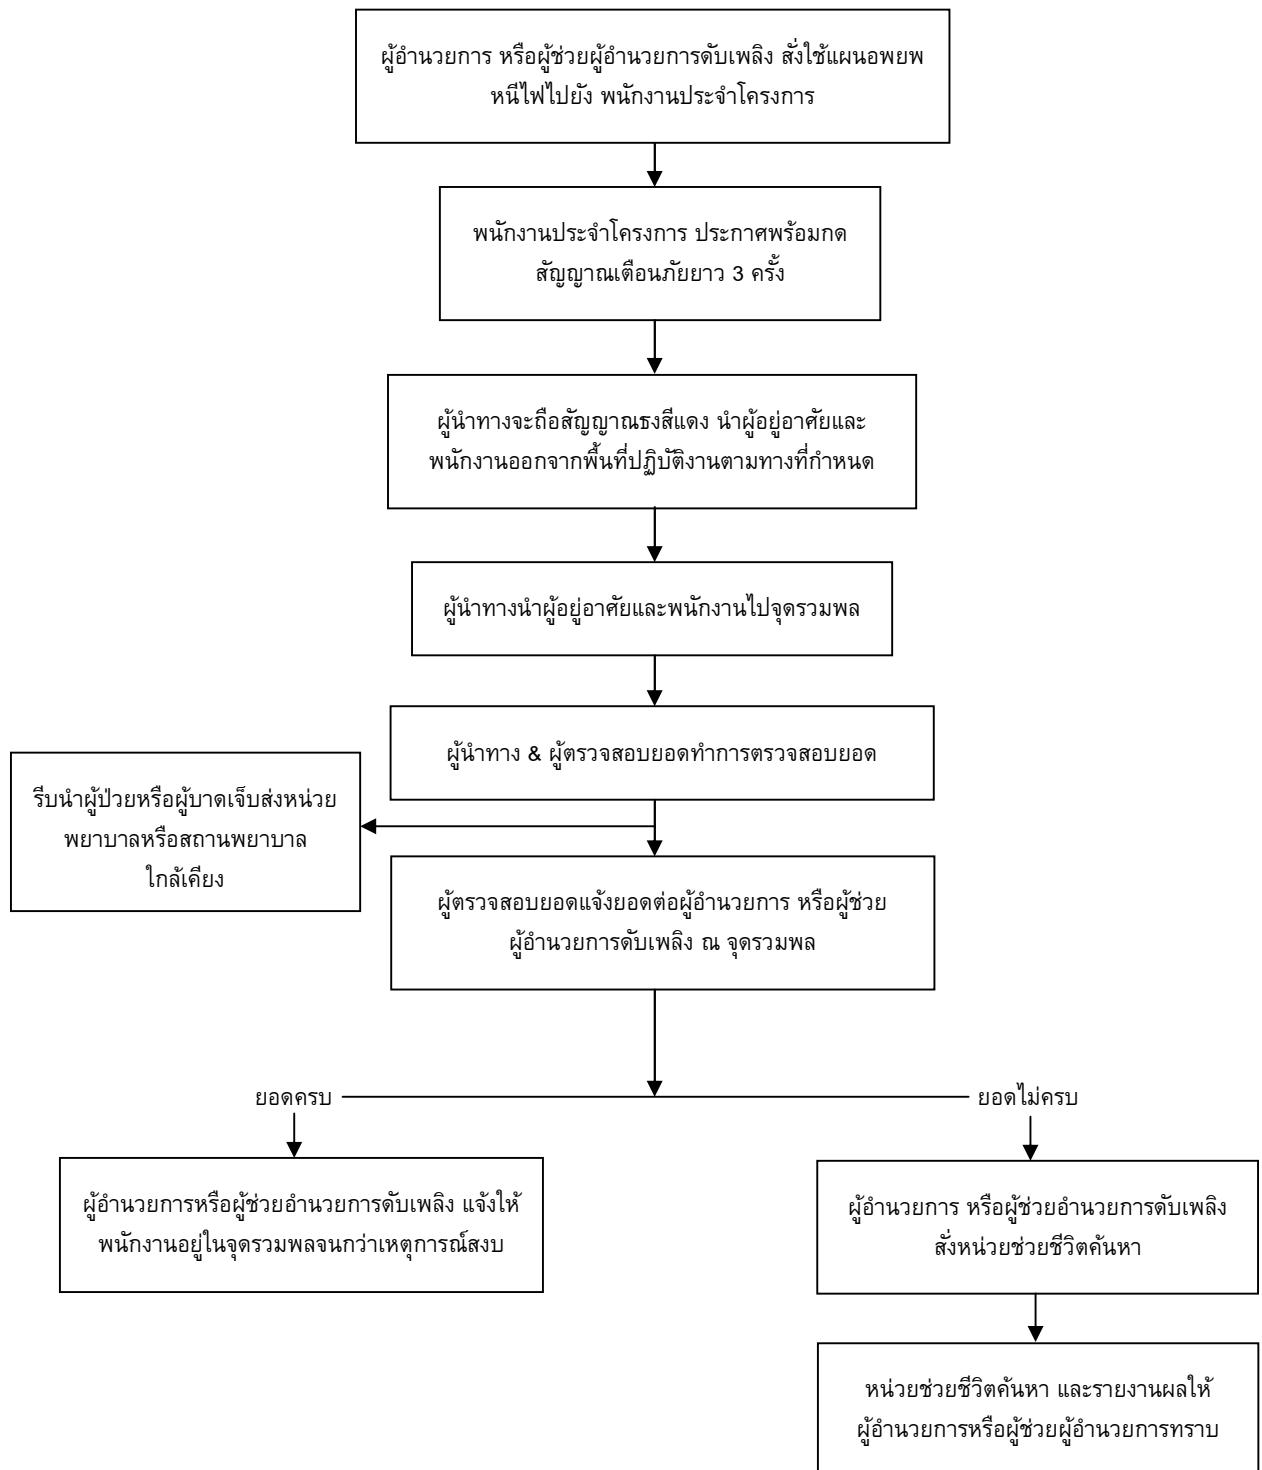 ผู้อำนวยการ หรือผู้ช่วยผู้อำนวยการดับเพลิง สั่งใช้แผนอพยพ
หนีไฟไปยัง พนักงานประจำโครงการ
พนักงานประจำโครงการ ประกาศพร้อมกด
สัญญาณเตือนภัยยาว 3 ครั้ง
ผู้นำทางจะถือสัญญาณธงสีแดง นำผู้อยู่อาศัยและ
พนักงานออกจากพื้นที่ปฏิบัติงานตามทางที่กำหนด
ผู้นำทางนำผู้อยู่อาศัยและพนักงานไปจุดรวมพล
ผู้นำทาง & ผู้ตรวจสอบยอดทำการตรวจสอบยอด
รีบนำผู้ป่วยหรือผู้บาดเจ็บส่งหน่วย
พยาบาลหรือสถานพยาบาล
ใกล้เคียง
ผู้ตรวจสอบยอดแจ้งยอดต่อผู้อำนวยการ หรือผู้ช่วย
ผู้อำนวยการดับเพลิง ณ จุดรวมพล
ยอดครบ
ยอดไม่ครบ
ผู้อำนวยการหรือผู้ช่วยอำนวยการดับเพลิง แจ้งให้
พนักงานอยู่ในจุดรวมพลจนกว่าเหตุการณ์สงบ
ผู้อำนวยการ หรือผู้ช่วยอำนวยการดับเพลิง
สั่งหน่วยช่วยชีวิตค้นหา
หน่วยช่วยชีวิตค้นหา และรายงานผลให้
ผู้อำนวยการหรือผู้ช่วยผู้อำนวยการทราบ